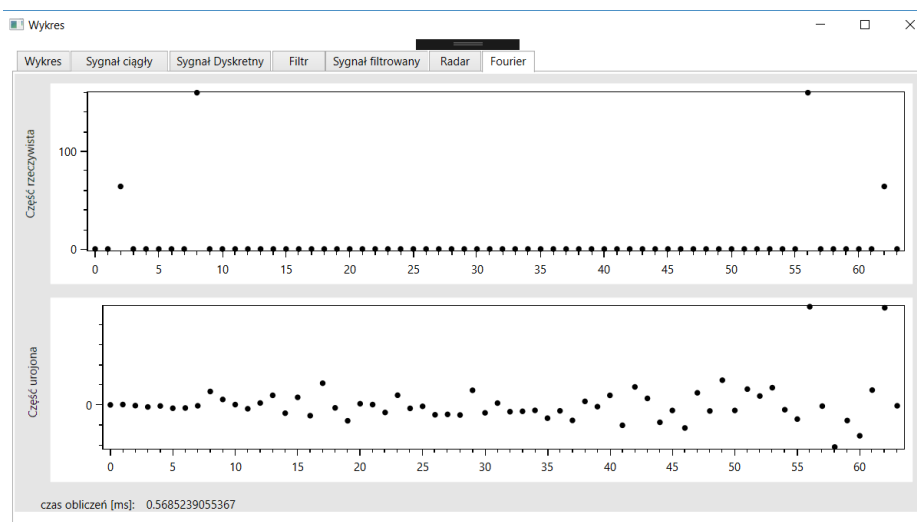 Wykres
Wykres Sygnał ciągły Sygnał Dyskretny Filtr Sygnał filtrowany Radar Fourier
Część rzeczywista
100
0
0 5 10 15 20 25 30 35 40 45 50 55 60
Część urojona
0
0 5 10 15 20 25 30 35 40 45 50 55 60
czas obliczeń [ms]: 0.5685239055367